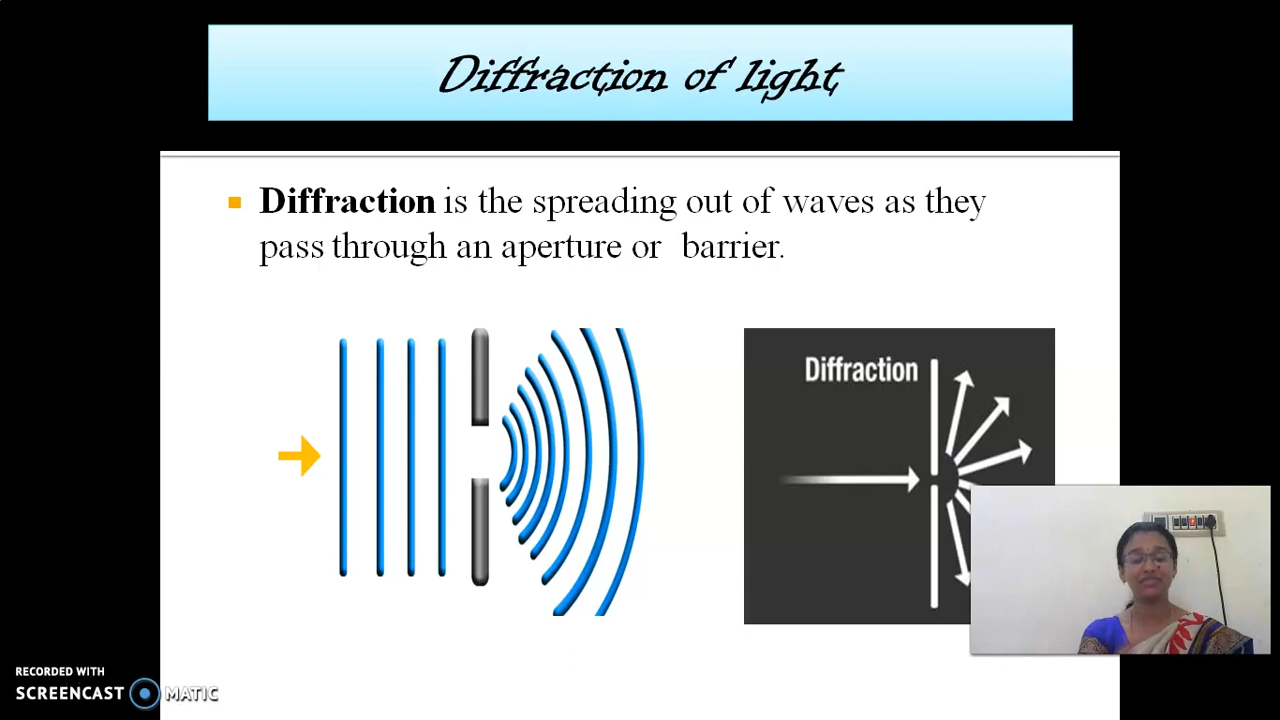 Diffraction of light
Diffraction is the spreading out of waves as they
pass through an aperture or barrier.
Diffraction
RECORDED WITH
SCREENCAST MATIC